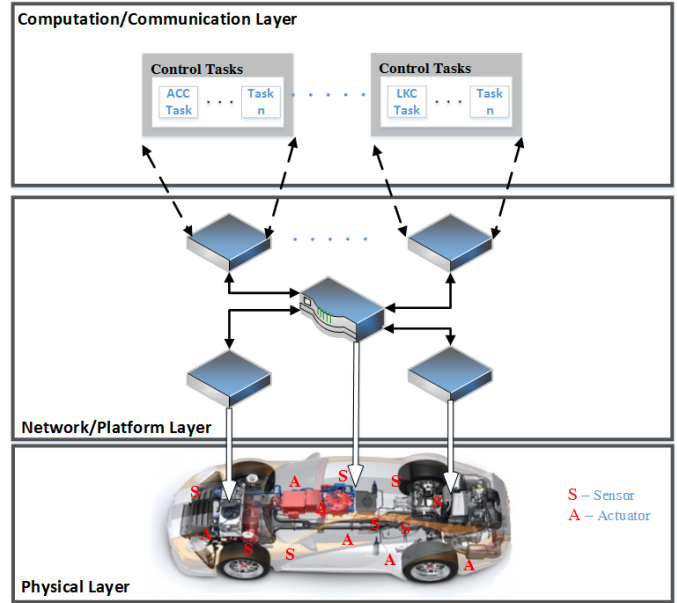 Computation/Communication Layer
Control Tasks
ACC
Task
. . .
Task
n
. . . . . .
Control Tasks
LKC
Task
. . .
Task
n
. . . . . .
Network/Platform Layer
S
A
S
A
S
S
A
S
S
A
S
S
A
A
S – Sensor
A – Actuator
Physical Layer